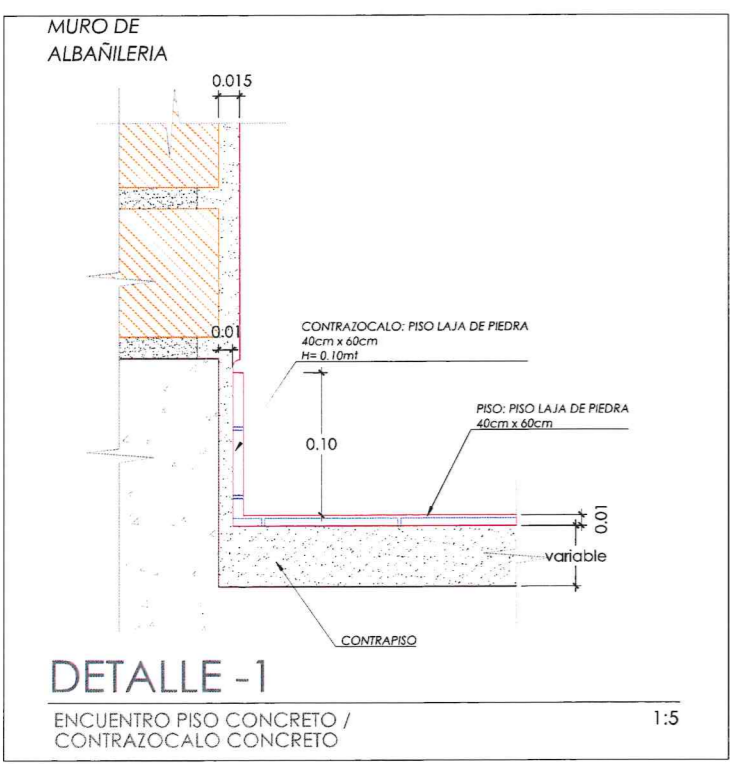 MURO DE
ALBAÑILERIA
0.015
0.01
CONTRAZOCALO: PISO LAJA DE PIEDRA
40cm x 60cm
H= 0.10mt
PISO: PISO LAJA DE PIEDRA
40cm x 60cm
0.10
0.01
variable
CONTRAPISO
DETALLE -1
ENCUENTRO PISO CONCRETO /
CONTRAZOCALO CONCRETO
1:5